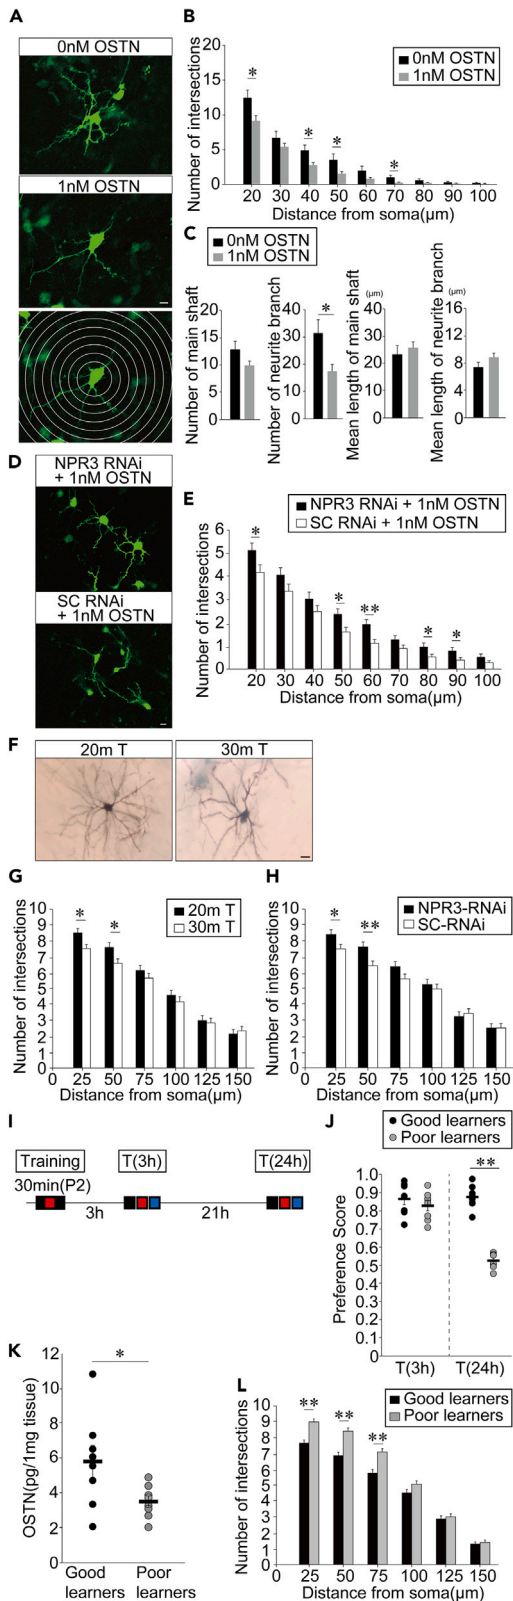 A
0nM OSTN
1nM OSTN
B
Number of intersections
20
15
10
5
0
*
*
*
*
0nM OSTN
1nM OSTN
20 30 40 50 60 70 80 90 100
Distance from soma(μm)
C
0nM OSTN
1nM OSTN
Number of main shaft
20
15
10
5
0
Number of neurite branch
40
30
20
10
0
*
Mean length of main shaft
(μm)
60
40
20
0
Mean length of neurite branch
(μm)
16
12
8
4
0
D
NPR3 RNAi
+ 1nM OSTN
SC RNAi
+ 1nM OSTN
E
NPR3 RNAi + 1nM OSTN
SC RNAi + 1nM OSTN
Number of intersections
6
5
4
3
2
1
0
*
*
**
*
*
20 30 40 50 60 70 80 90 100
Distance from soma(μm)
F
20m T
30m T
G
Number of intersections
10
9
8
7
6
5
4
3
2
1
0
*
*
20m T
30m T
25 50 75 100 125 150
Distance from soma(μm)
H
Number of intersections
10
9
8
7
6
5
4
3
2
1
0
*
**
NPR3-RNAi
SC-RNAi
25 50 75 100 125 150
Distance from soma(μm)
I
Training
T(3h)
T(24h)
30min(P2)
3h
21h
J
Good learners
Poor learners
Preference Score
1.0
0.9
0.8
0.7
0.6
0.5
0.4
0.3
0.2
0.1
0
**
T(3h)
T(24h)
K
OSTN(pg/1mg tissue)
12
10
8
6
4
2
0
*
Good
learners
Poor
learners
L
Good learners
Poor learners
Number of intersections
10
9
8
7
6
5
4
3
2
1
0
**
**
**
25 50 75 100 125 150
Distance from soma(μm)